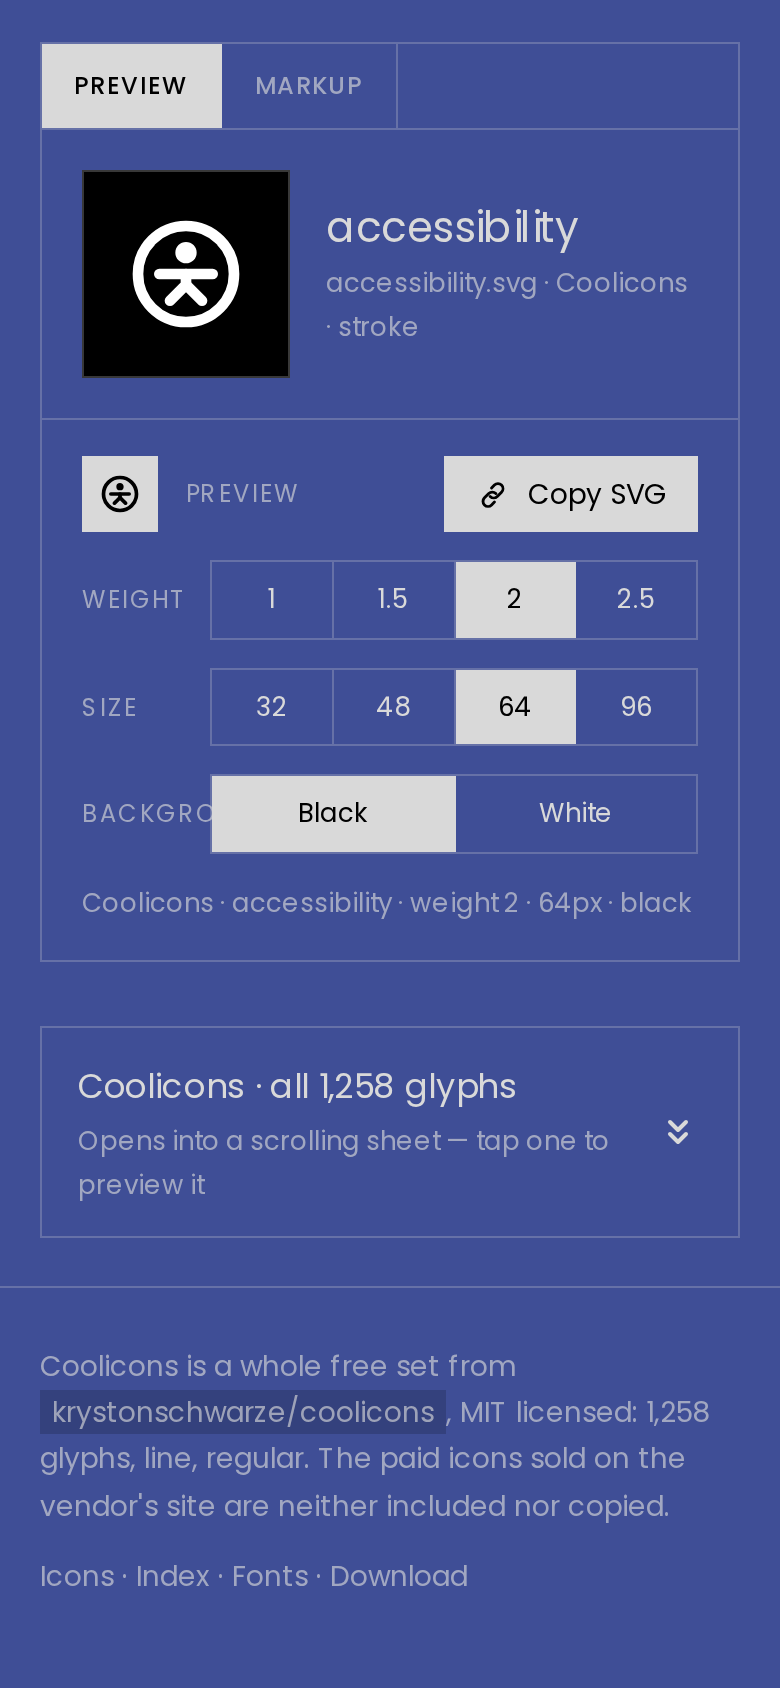 PREVIEW MARKUP
accessibility
accessibility.svg · Coolicons
· stroke
PREVIEW Copy SVG
WEIGHT 1 1.5 2 2.5
SIZE 32 48 64 96
BACKGRO Black White
Coolicons · accessibility · weight 2 · 64px · black
Coolicons · all 1,258 glyphs
Opens into a scrolling sheet — tap one to
preview it
Coolicons is a whole free set from
krystonschwarze/coolicons, MIT licensed: 1,258
glyphs, line, regular. The paid icons sold on the
vendor's site are neither included nor copied.
Icons · Index · Fonts · Download